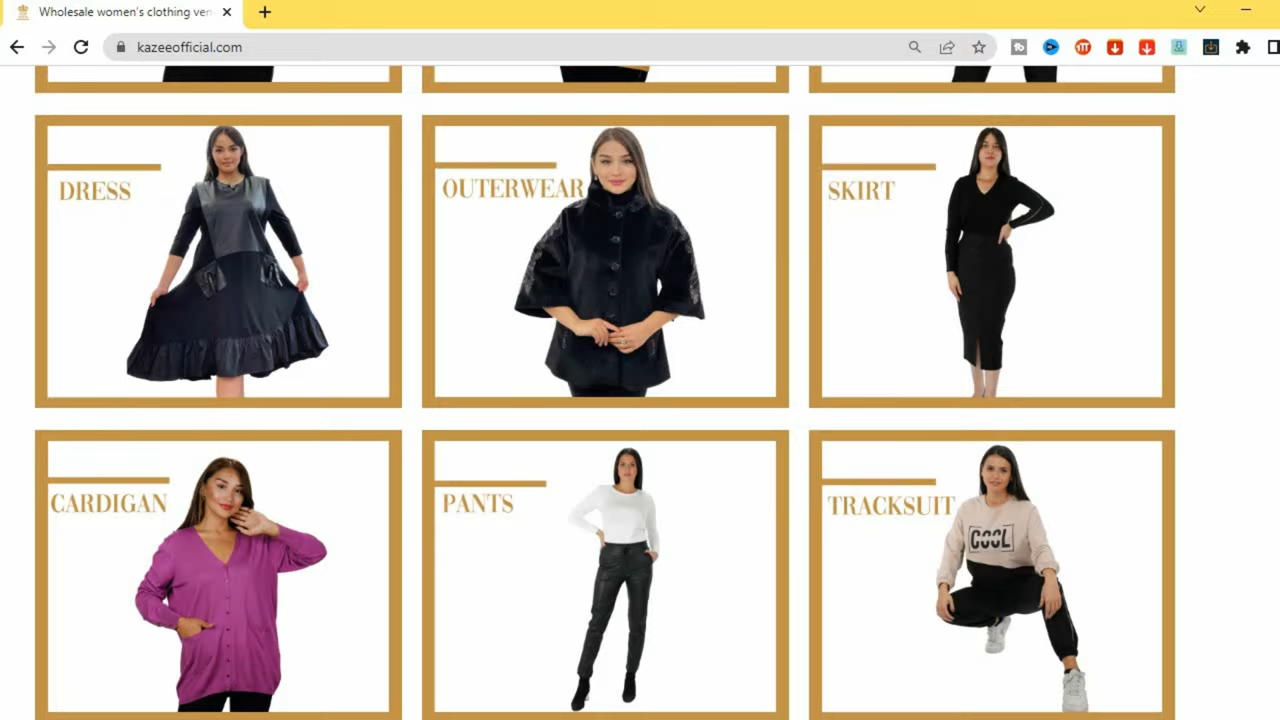 Wholesale women's clothing ven
kazeeofficial.com
DRESS
OUTERWEAR
SKIRT
CARDIGAN
PANTS
TRACKSUIT
COOL